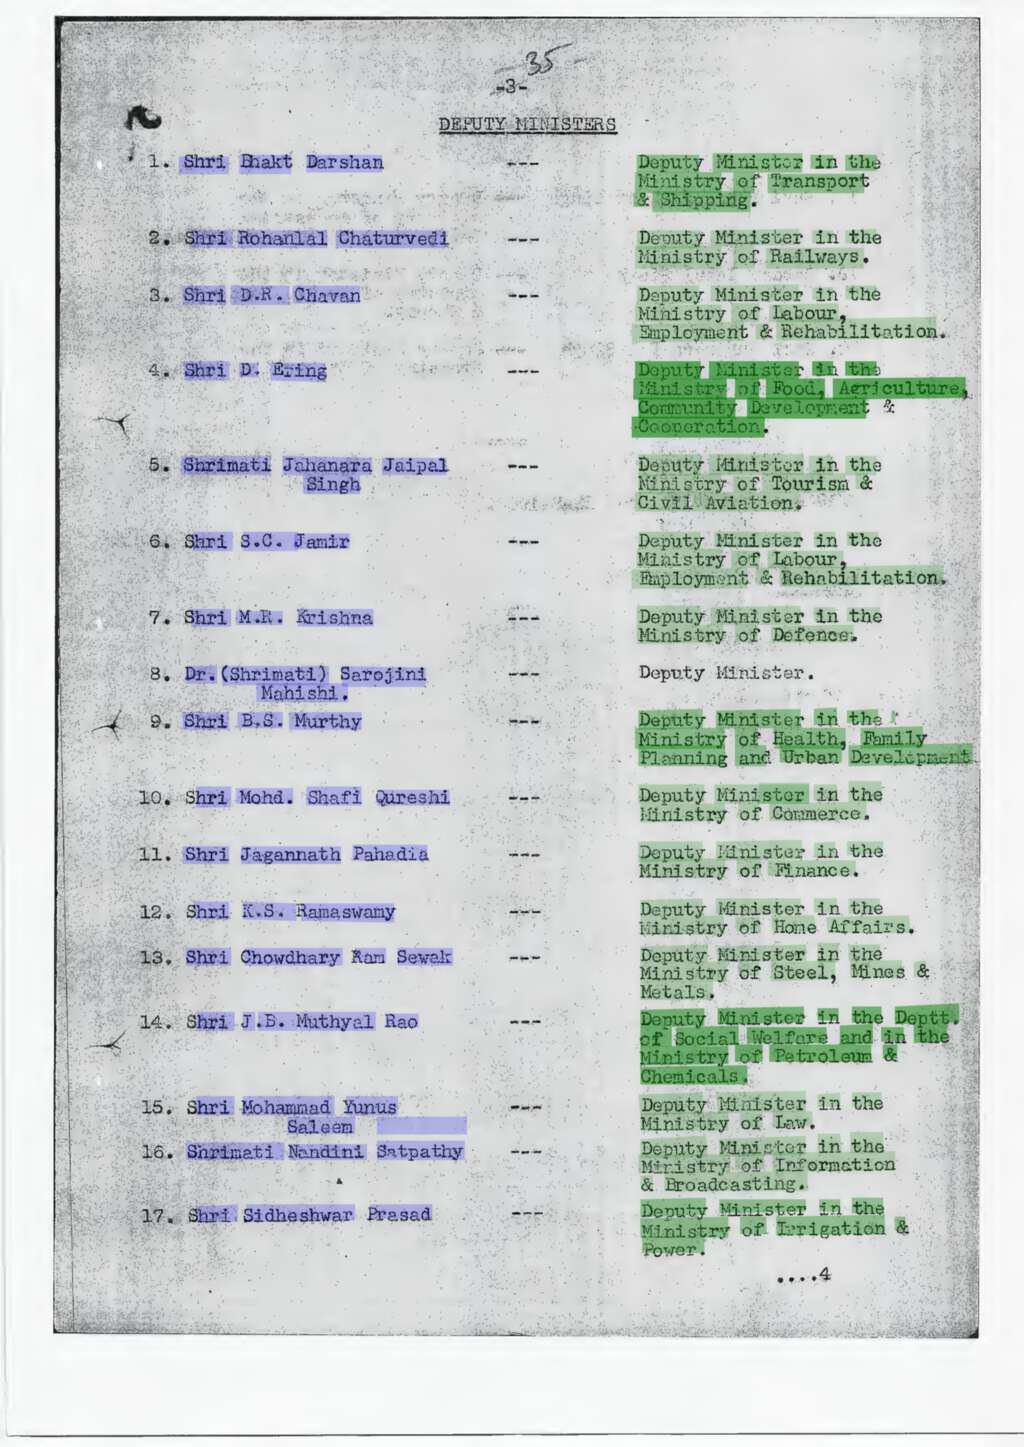 35
-3-
DEPUTY MINISTERS
1. Shri Bhakt Darshan --- Deputy Minister in the
Ministry of Transport
& Shipping.
2. Shri Rohanlal Chaturvedi --- Deputy Minister in the
Ministry of Railways.
3. Shri D.R. Chavan --- Deputy Minister in the
Ministry of Labour,
Employment & Rehabilitation.
4. Shri D. Ering --- Deputy Minister in the
Ministry of Food, Agriculture,
Community Development &
Cooperation.
5. Shrimati Jahanara Jaipal --- Deputy Minister in the
Singh Ministry of Tourism &
Civil Aviation.
6. Shri S.C. Jamir --- Deputy Minister in the
Ministry of Labour,
Employment & Rehabilitation.
7. Shri M.R. Krishna --- Deputy Minister in the
Ministry of Defence.
8. Dr.(Shrimati) Sarojini --- Deputy Minister.
Mahishi.
9. Shri B.S. Murthy --- Deputy Minister in the
Ministry of Health, Family
Planning and Urban Development
10. Shri Mohd. Shafi Qureshi --- Deputy Minister in the
Ministry of Commerce.
11. Shri Jagannath Pahadia --- Deputy Minister in the
Ministry of Finance.
12. Shri K.S. Ramaswamy --- Deputy Minister in the
Ministry of Home Affairs.
13. Shri Chowdhary Ram Sewak --- Deputy Minister in the
Ministry of Steel, Mines &
Metals.
14. Shri J.B. Muthyal Rao --- Deputy Minister in the Deptt.
of Social Welfare and in the
Ministry of Petroleum &
Chemicals.
15. Shri Mohammad Yunus --- Deputy Minister in the
Saleem Ministry of Law.
16. Shrimati Nandini Satpathy --- Deputy Minister in the
Ministry of Information
& Broadcasting.
17. Shri Sidheshwar Prasad --- Deputy Minister in the
Ministry of Irrigation &
Power.
....4